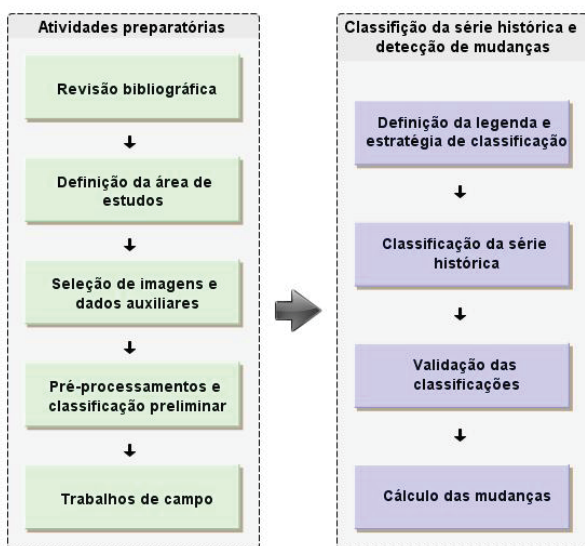 Atividades preparatórias
Revisão bibliográfica
Definição da área de
estudos
Seleção de imagens e
dados auxiliares
Pré-processamentos e
classificação preliminar
Trabalhos de campo
Classifição da série histórica e
detecção de mudanças
Definição da legenda e
estratégia de classificação
Classificação da série
histórica
Validação das
classificações
Cálculo das mudanças